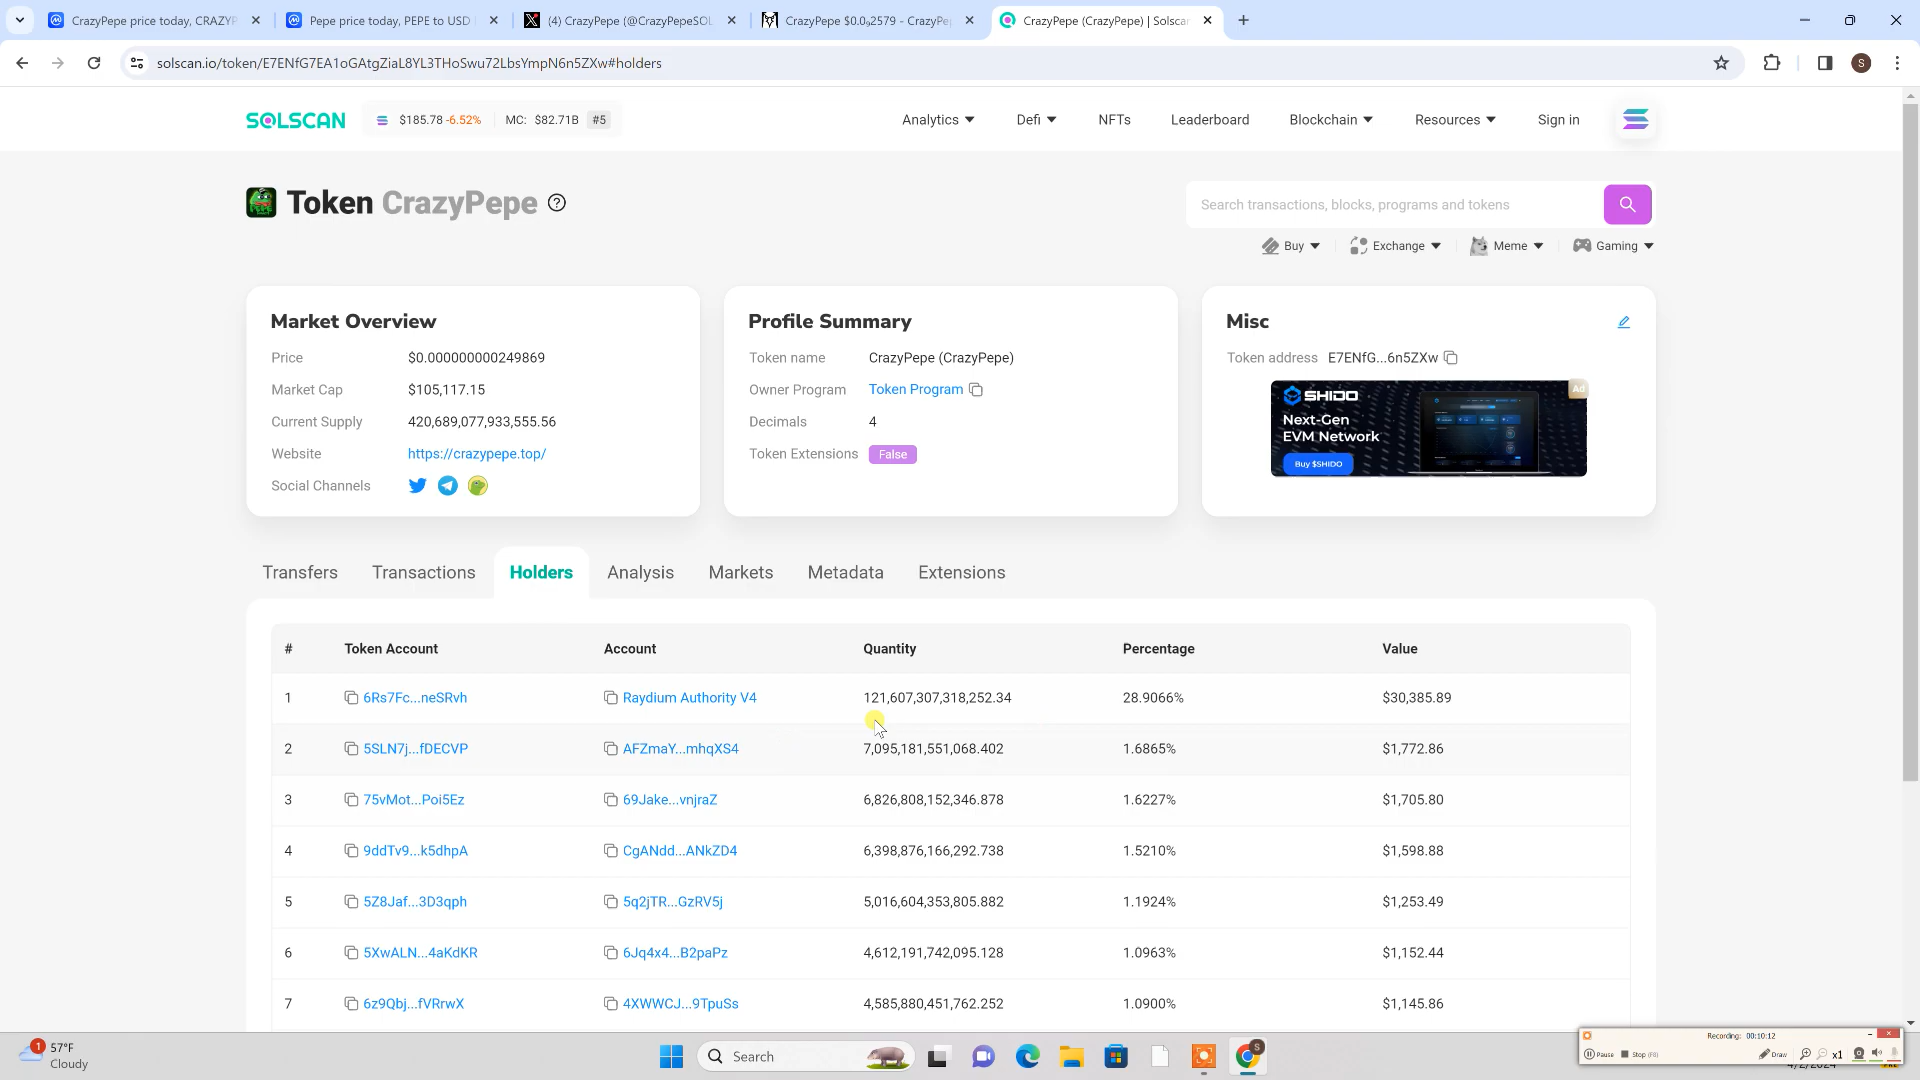 CrazyPepe price today, CRAZYP
Pepe price today, PEPE to USD
(4) CrazyPepe (@CrazyPepeSOL
CrazyPepe $0.0₉2579 - CrazyPe
CrazyPepe (CrazyPepe) | Solscan
solscan.io/token/E7ENfG7EA1oGAtgZiaL8YL3THoSwu72LbsYmpN6n5ZXw#holders
S
SOLSCAN
$185.78 -6.52% MC: $82.71B #5
Analytics
Defi
NFTs
Leaderboard
Blockchain
Resources
Sign in
Token CrazyPepe
Search transactions, blocks, programs and tokens
Buy
Exchange
Meme
Gaming
Market Overview
Price $0.000000000249869
Market Cap $105,117.15
Current Supply 420,689,077,933,555.56
Website https://crazypepe.top/
Social Channels
Profile Summary
Token name CrazyPepe (CrazyPepe)
Owner Program Token Program
Decimals 4
Token Extensions False
Misc
Token address E7ENfG...6n5ZXw
Ad
SHIDO
Next-Gen
EVM Network
Buy $SHIDO
Transfers Transactions Holders Analysis Markets Metadata Extensions
# Token Account Account Quantity Percentage Value
1 6Rs7Fc...neSRvh Raydium Authority V4 121,607,307,318,252.34 28.9066% $30,385.89
2 5SLN7j...fDECVP AFZmaY...mhqXS4 7,095,181,551,068.402 1.6865% $1,772.86
3 75vMot...Poi5Ez 69Jake...vnjraZ 6,826,808,152,346.878 1.6227% $1,705.80
4 9ddTv9...k5dhpA CgANdd...ANkZD4 6,398,876,166,292.738 1.5210% $1,598.88
5 5Z8Jaf...3D3qph 5q2jTR...GzRV5j 5,016,604,353,805.882 1.1924% $1,253.49
6 5XwALN...4aKdKR 6Jq4x4...B2paPz 4,612,191,742,095.128 1.0963% $1,152.44
7 6z9Qbj...fVRrwX 4XWWCJ...9TpuSs 4,585,880,451,762.252 1.0900% $1,145.86
1
57°F
Cloudy
Search
S
Recording: 00:10:12
Pause Stop (F8) Draw x1